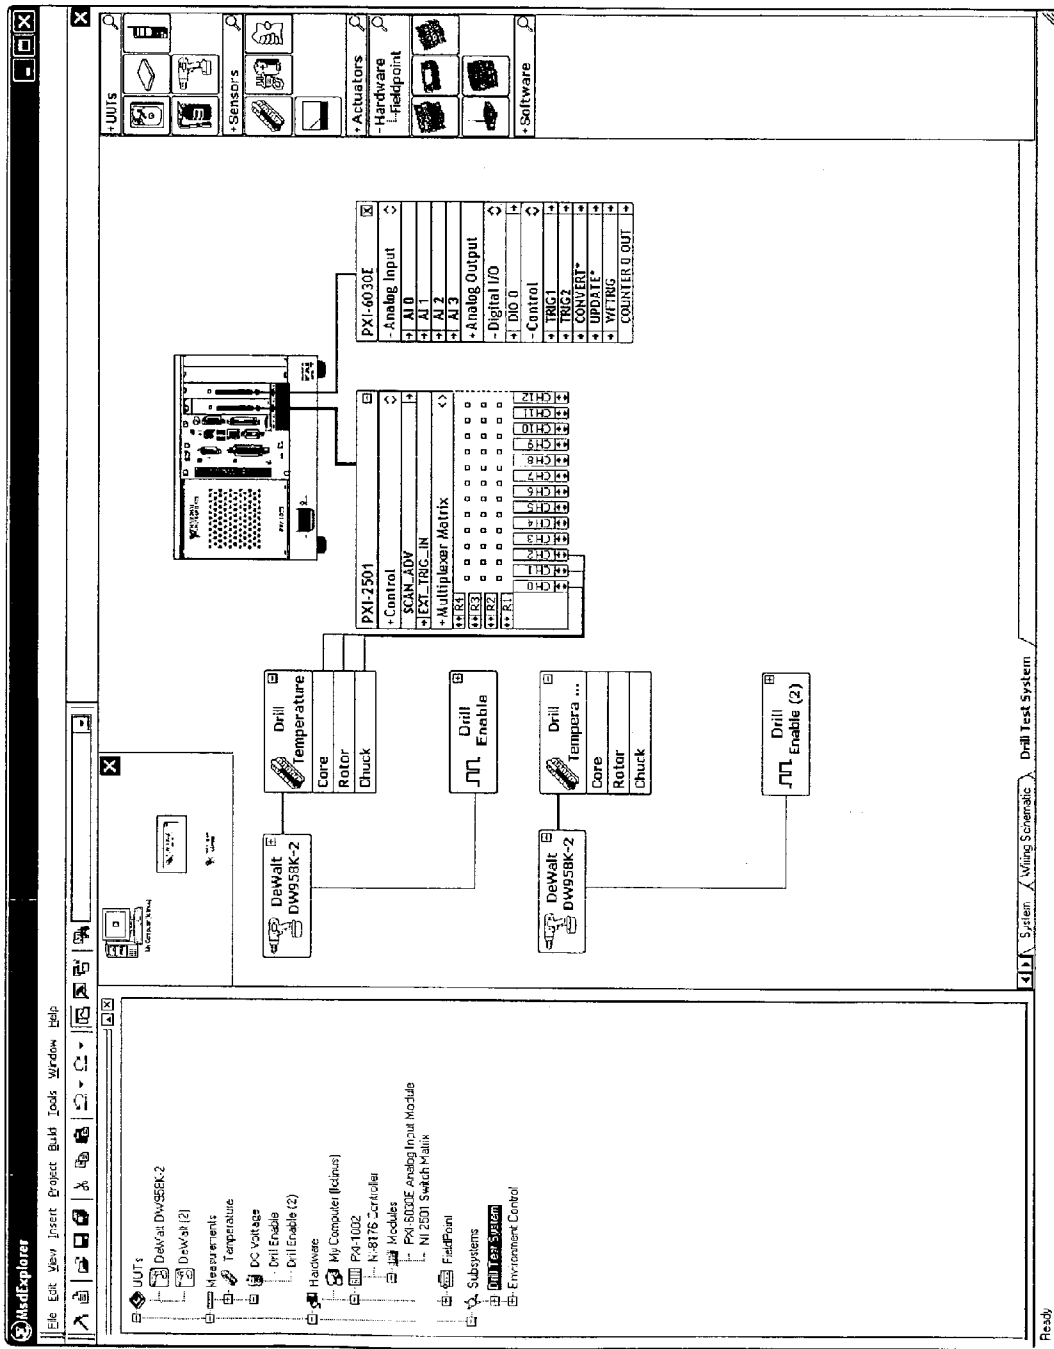 MsdExplorer
File Edit View Insert Project Build Tools Window Help
UUTs
DeWalt DW958K-2
DeWalt (2)
Measurements
Temperature
DC Voltage
Drill Enable
Drill Enable (2)
Hardware
My Computer
PXI-1002
NI-8176 Controller
Modules
PXI-6030E Analog Input Module
NI 2501 Switch Matrix
FieldPoint
Subsystems
Drill Test System
Environment Control
DeWalt
DW958K-2
Drill
Temperature
Core
Rotor
Chuck
Drill
Enable
DeWalt
DW958K-2
Drill
Tempera ...
Core
Rotor
Chuck
Drill
Enable (2)
PXI-2501
+Control
SCAN_ADV
EXT_TRIG_IN
+Multiplexer Matrix
R4
R3
R2
R1
CH0 CH1 CH2 CH3 CH4 CH5 CH6 CH7 CH8 CH9 CH10 CH11 CH12
PXI-6030E
-Analog Input
AI 0
AI 1
AI 2
AI 3
+Analog Output
-Digital I/O
DIO 0
-Control
TRIG1
TRIG2
CONVERT*
UPDATE*
WFTRIG
COUNTER 0 OUT
+UUTs
+Sensors
+Actuators
-Hardware
Fieldpoint
+Software
System Wiring Schematic Drill Test System
Ready